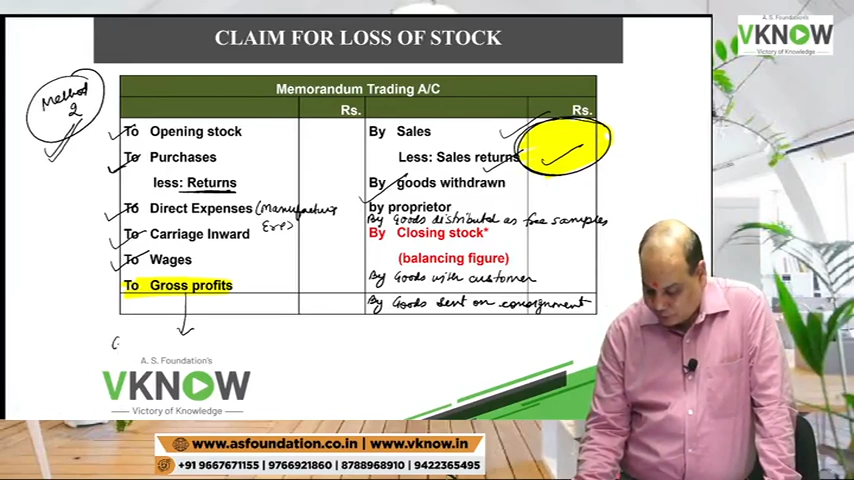 CLAIM FOR LOSS OF STOCK
A. S. Foundation's
VKNOW
Victory of Knowledge
Method
2
Memorandum Trading A/C
Rs. Rs.
To Opening stock By Sales
To Purchases Less: Sales returns
less: Returns By goods withdrawn
To Direct Expenses (Manufacture by proprietor
Exp) By Goods distributed as free samples
To Carriage Inward By Closing stock*
To Wages (balancing figure)
To Gross profits By Goods with customer
By Goods sent on consignment
A. S. Foundation's
VKNOW
Victory of Knowledge
www.asfoundation.co.in | www.vknow.in
+91 9667671155 | 9766921860 | 8788968910 | 9422365495